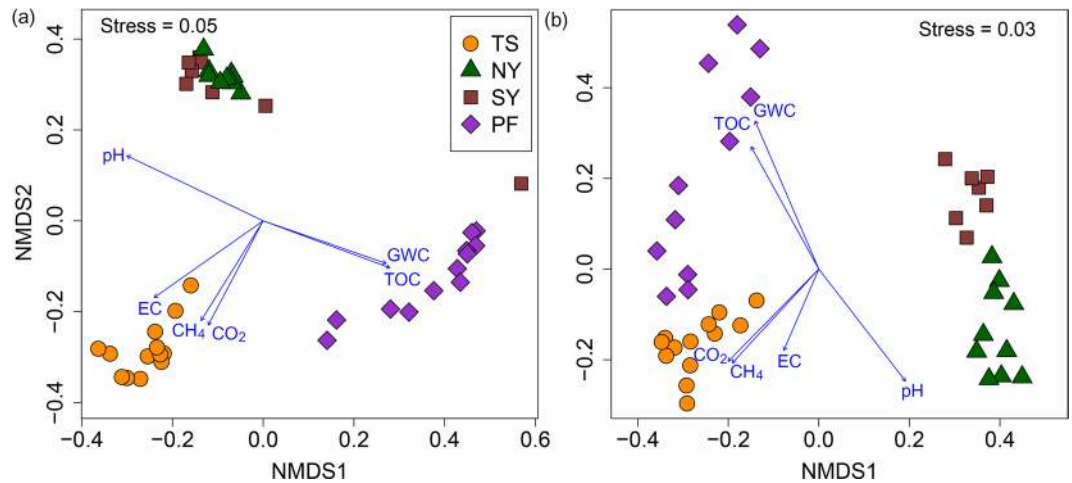 (a)
Stress = 0.05
TS
NY
SY
PF
pH
GWC
TOC
EC
CH₄
CO₂
NMDS2
0.4
0.2
0.0
−0.2
−0.4
−0.4
−0.2
0.0
0.2
0.4
0.6
NMDS1
(b)
Stress = 0.03
GWC
TOC
CO₂
CH₄
EC
pH
0.4
0.2
0.0
−0.2
−0.4
−0.2
0.0
0.2
0.4
NMDS1